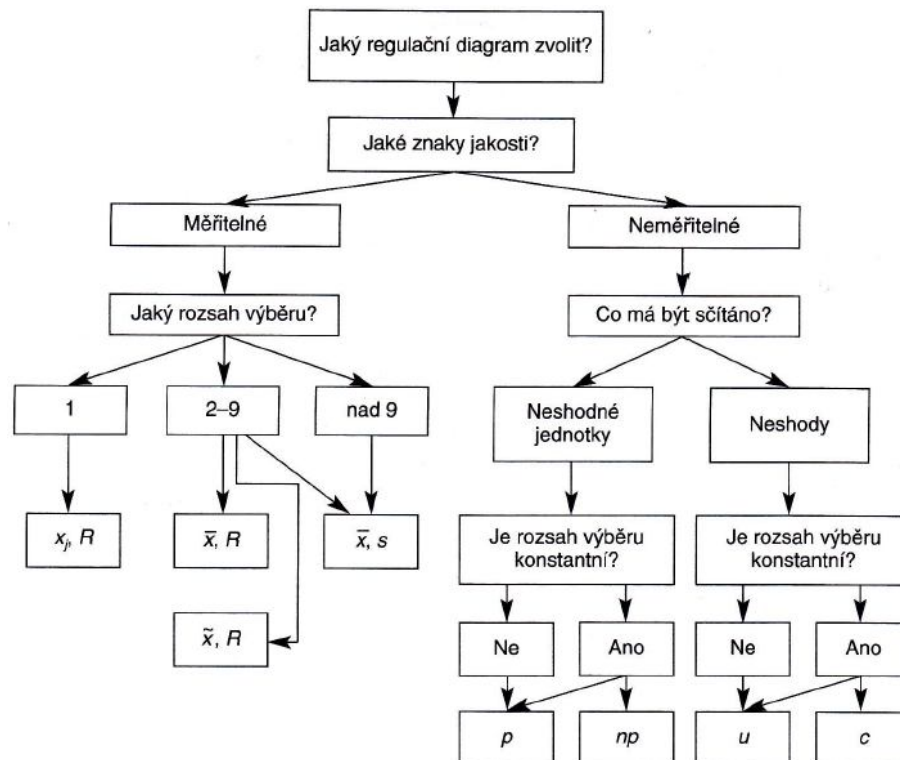 Jaký regulační diagram zvolit?
Jaké znaky jakosti?
Měřitelné
Neměřitelné
Jaký rozsah výběru?
Co má být sčítáno?
1
2–9
nad 9
Neshodné
jednotky
Neshody
x_j, R
x̅, R
x̅, s
Je rozsah výběru
konstantní?
Je rozsah výběru
konstantní?
x̃, R
Ne
Ano
Ne
Ano
p
np
u
c